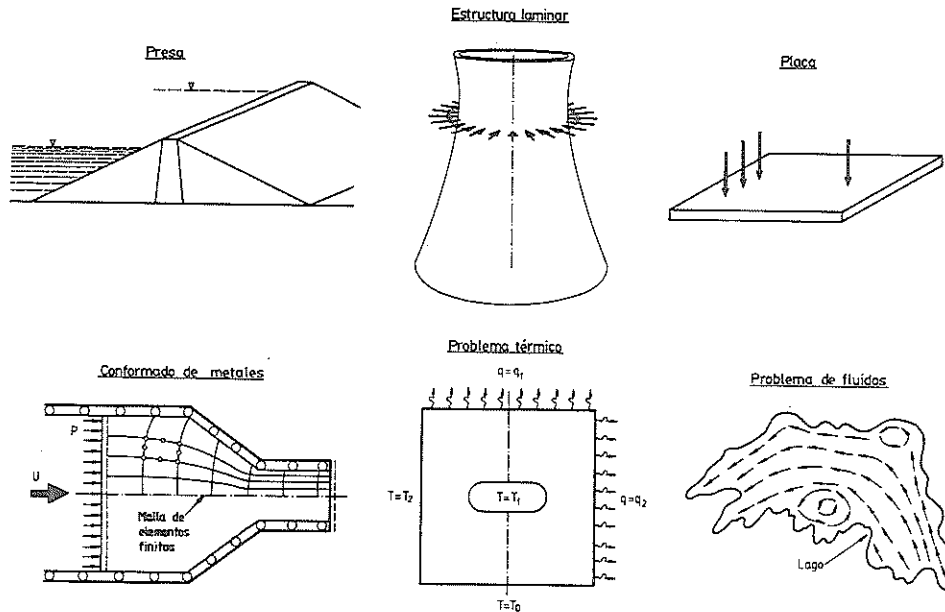 Estructura laminar
Presa
Placa
Conformado de metales
P
U
Malla de
elementos
finitos
Problema térmico
q = q₁
T=T₂
T=T₁
q=q₂
T=T₀
Problema de fluidos
Lago